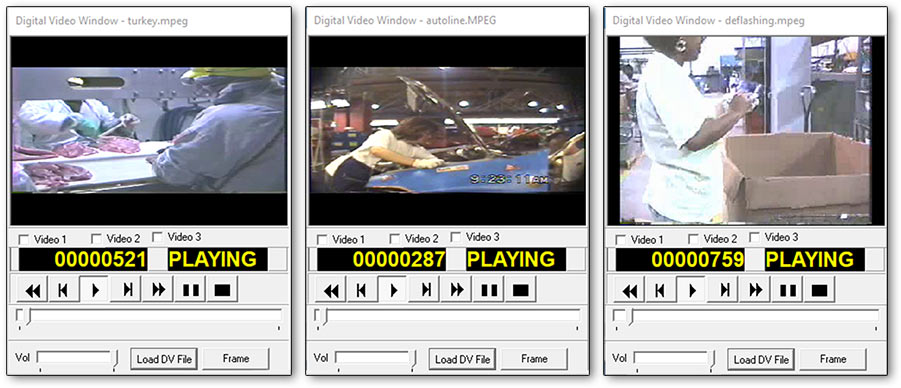 Digital Video Window - turkey.mpeg
Video 1 Video 2 Video 3
00000521 PLAYING
Vol Load DV File Frame
Digital Video Window - autoline.MPEG
9:23:11AM
Video 1 Video 2 Video 3
00000287 PLAYING
Vol Load DV File Frame
Digital Video Window - deflashing.mpeg
Video 1 Video 2 Video 3
00000759 PLAYING
Vol Load DV File Frame